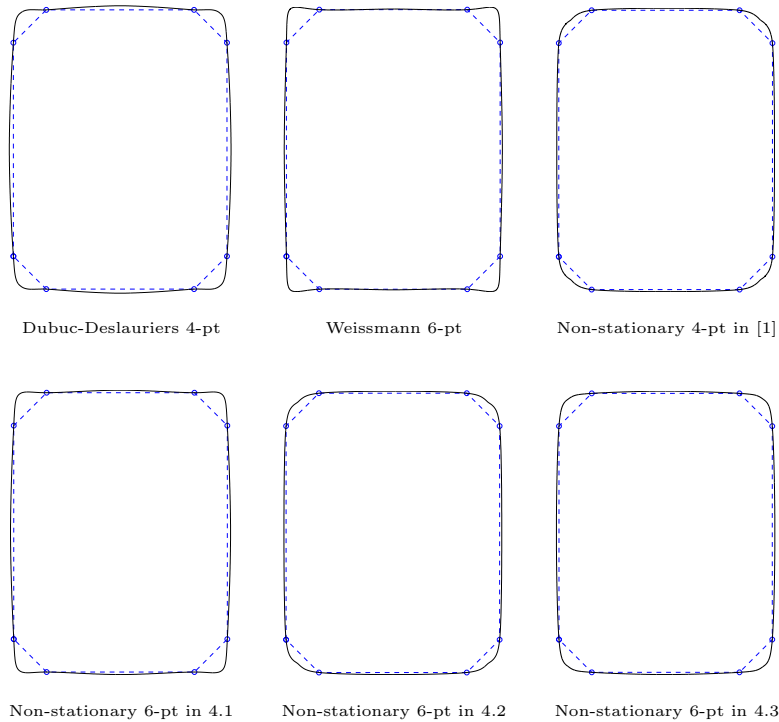 Dubuc-Deslauriers 4-pt
Weissmann 6-pt
Non-stationary 4-pt in [1]
Non-stationary 6-pt in 4.1
Non-stationary 6-pt in 4.2
Non-stationary 6-pt in 4.3